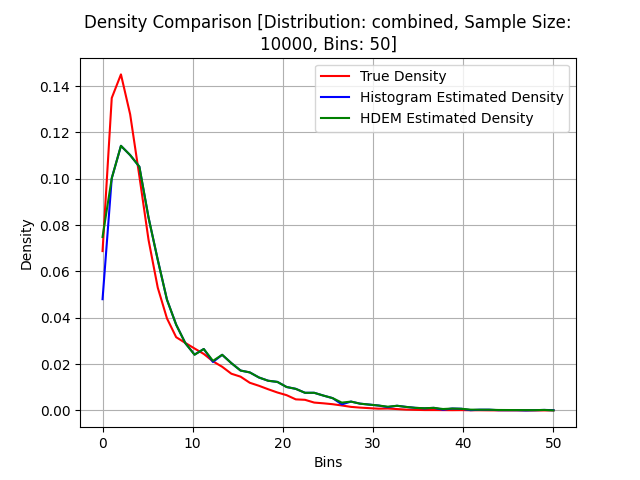 Density Comparison [Distribution: combined, Sample Size:
10000, Bins: 50]
True Density
Histogram Estimated Density
HDEM Estimated Density
Density
0.14
0.12
0.10
0.08
0.06
0.04
0.02
0.00
0
10
20
30
40
50
Bins